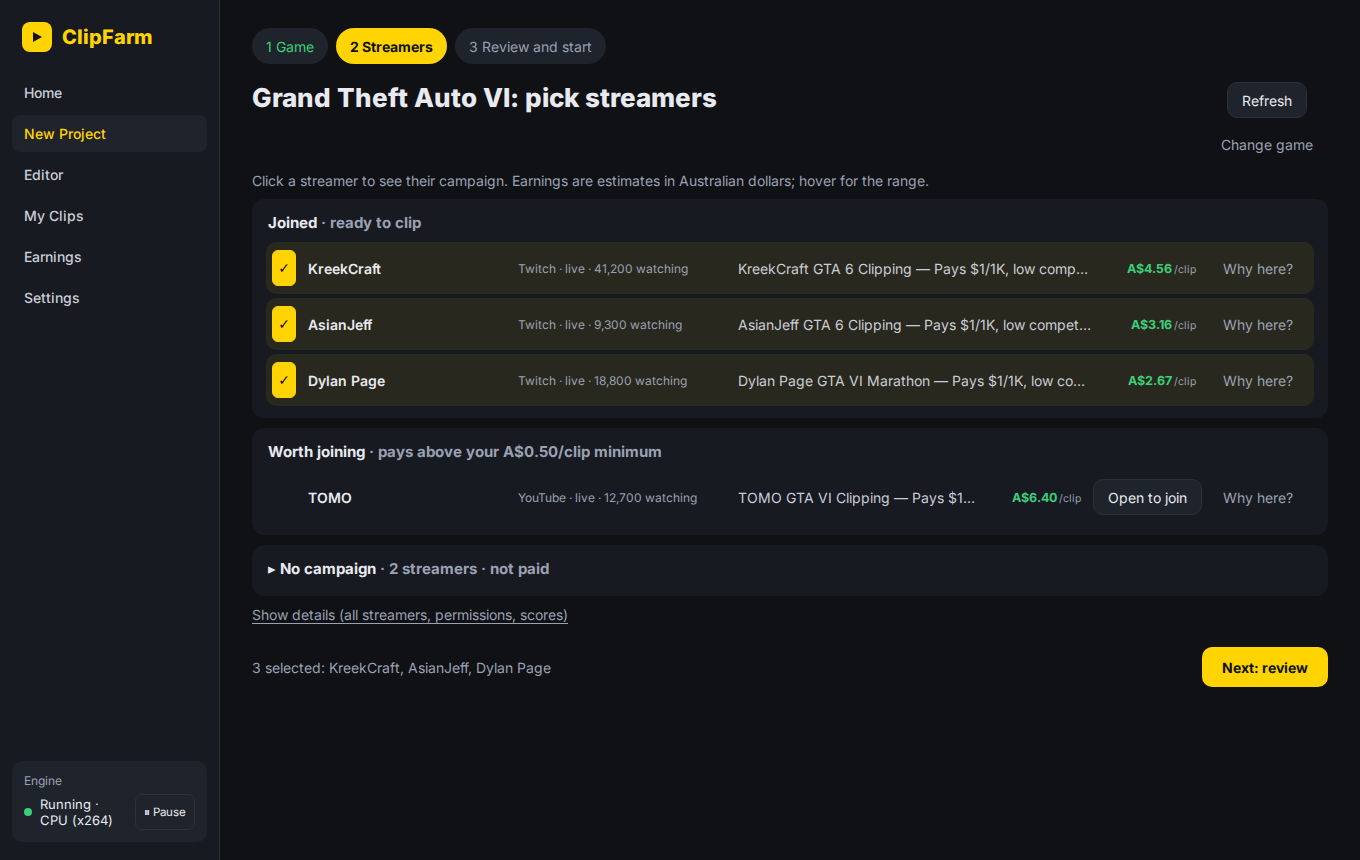 ClipFarm
Home
New Project
Editor
My Clips
Earnings
Settings
Engine
Running ·
CPU (x264)
Pause
1 Game
2 Streamers
3 Review and start
Grand Theft Auto VI: pick streamers
Refresh
Change game
Click a streamer to see their campaign. Earnings are estimates in Australian dollars; hover for the range.
Joined · ready to clip
✓ KreekCraft Twitch · live · 41,200 watching KreekCraft GTA 6 Clipping — Pays $1/1K, low comp... A$4.56/clip Why here?
✓ AsianJeff Twitch · live · 9,300 watching AsianJeff GTA 6 Clipping — Pays $1/1K, low compet... A$3.16/clip Why here?
✓ Dylan Page Twitch · live · 18,800 watching Dylan Page GTA VI Marathon — Pays $1/1K, low co... A$2.67/clip Why here?
Worth joining · pays above your A$0.50/clip minimum
TOMO YouTube · live · 12,700 watching TOMO GTA VI Clipping — Pays $1... A$6.40/clip Open to join Why here?
▸ No campaign · 2 streamers · not paid
Show details (all streamers, permissions, scores)
3 selected: KreekCraft, AsianJeff, Dylan Page
Next: review